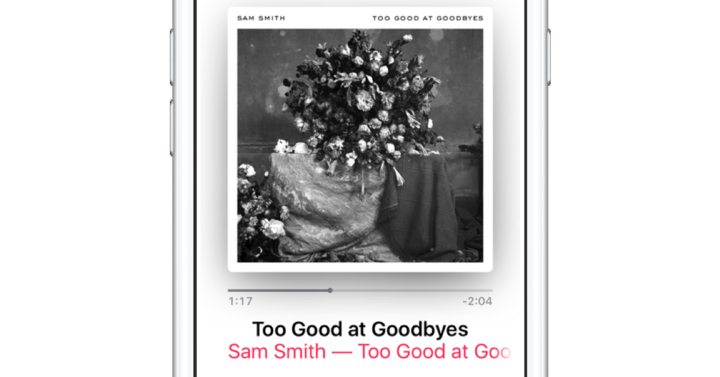 SAM SMITH TOO GOOD AT GOODBYES
1:17 -2:04
Too Good at Goodbyes
Sam Smith — Too Good at Goo